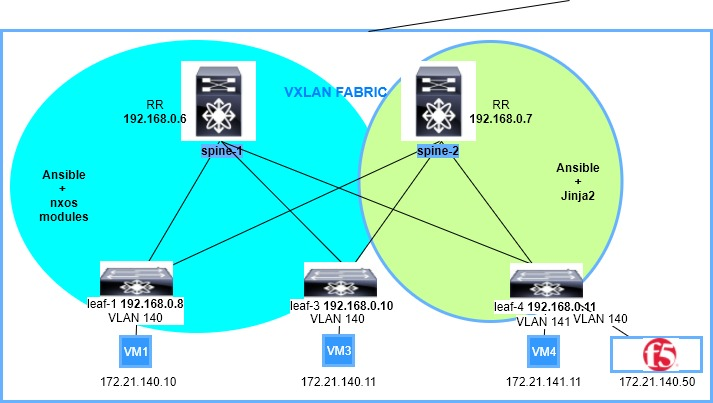 VXLAN FABRIC
RR
192.168.0.6
RR
192.168.0.7
spine-1
spine-2
Ansible
+
nxos
modules
Ansible
+
Jinja2
leaf-1 192.168.0.8
VLAN 140
leaf-3 192.168.0.10
VLAN 140
leaf-4 192.168.0.11
VLAN 141
VLAN 140
VM1
VM3
VM4
f5
172.21.140.10
172.21.140.11
172.21.141.11
172.21.140.50